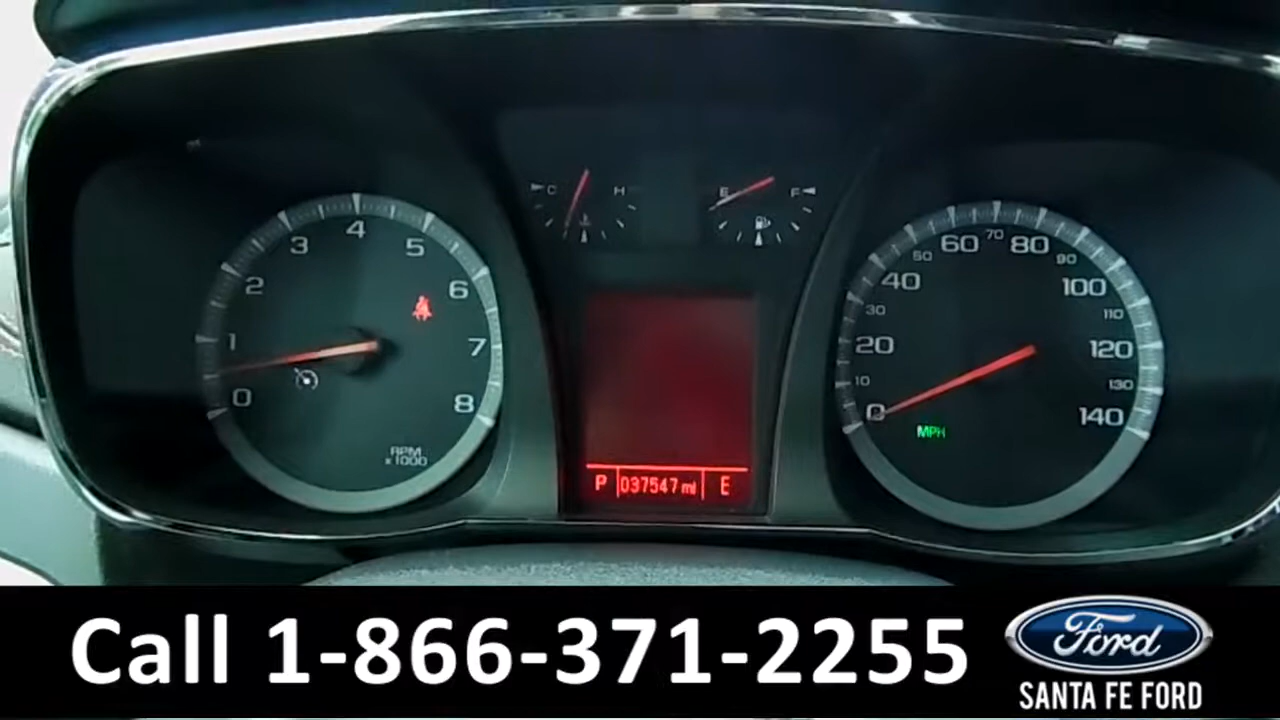 C H
E F
0 1 2 3 4 5 6 7 8
RPM
x1000
0 10 20 30 40 50 60 70 80 90 100 110 120 130 140
MPH
P 037547 mi E
Call 1-866-371-2255
Ford
SANTA FE FORD